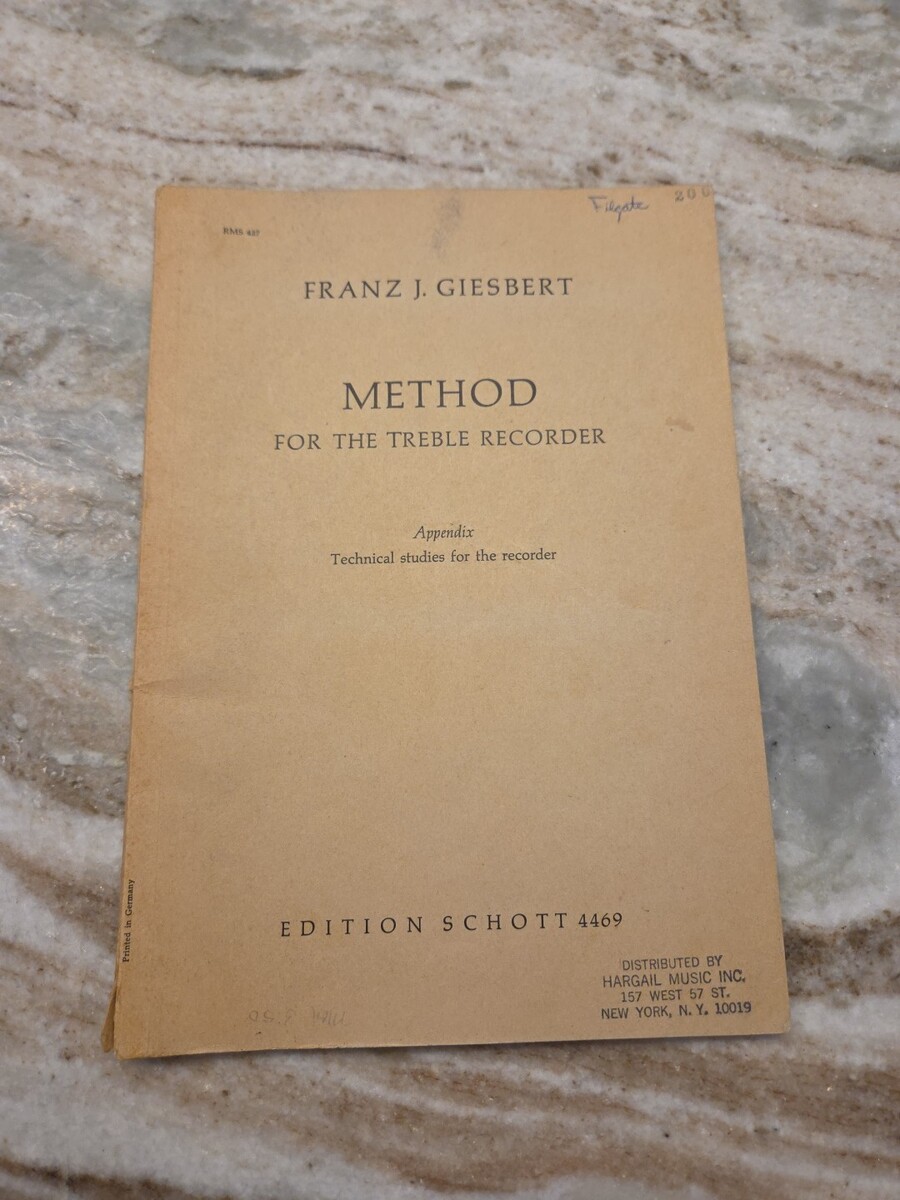 Filgate 200
RMS 437
FRANZ J. GIESBERT
METHOD
FOR THE TREBLE RECORDER
Appendix
Technical studies for the recorder
Printed in Germany
EDITION SCHOTT 4469
DISTRIBUTED BY
HARGAIL MUSIC INC.
157 WEST 57 ST.
NEW YORK, N. Y. 10019